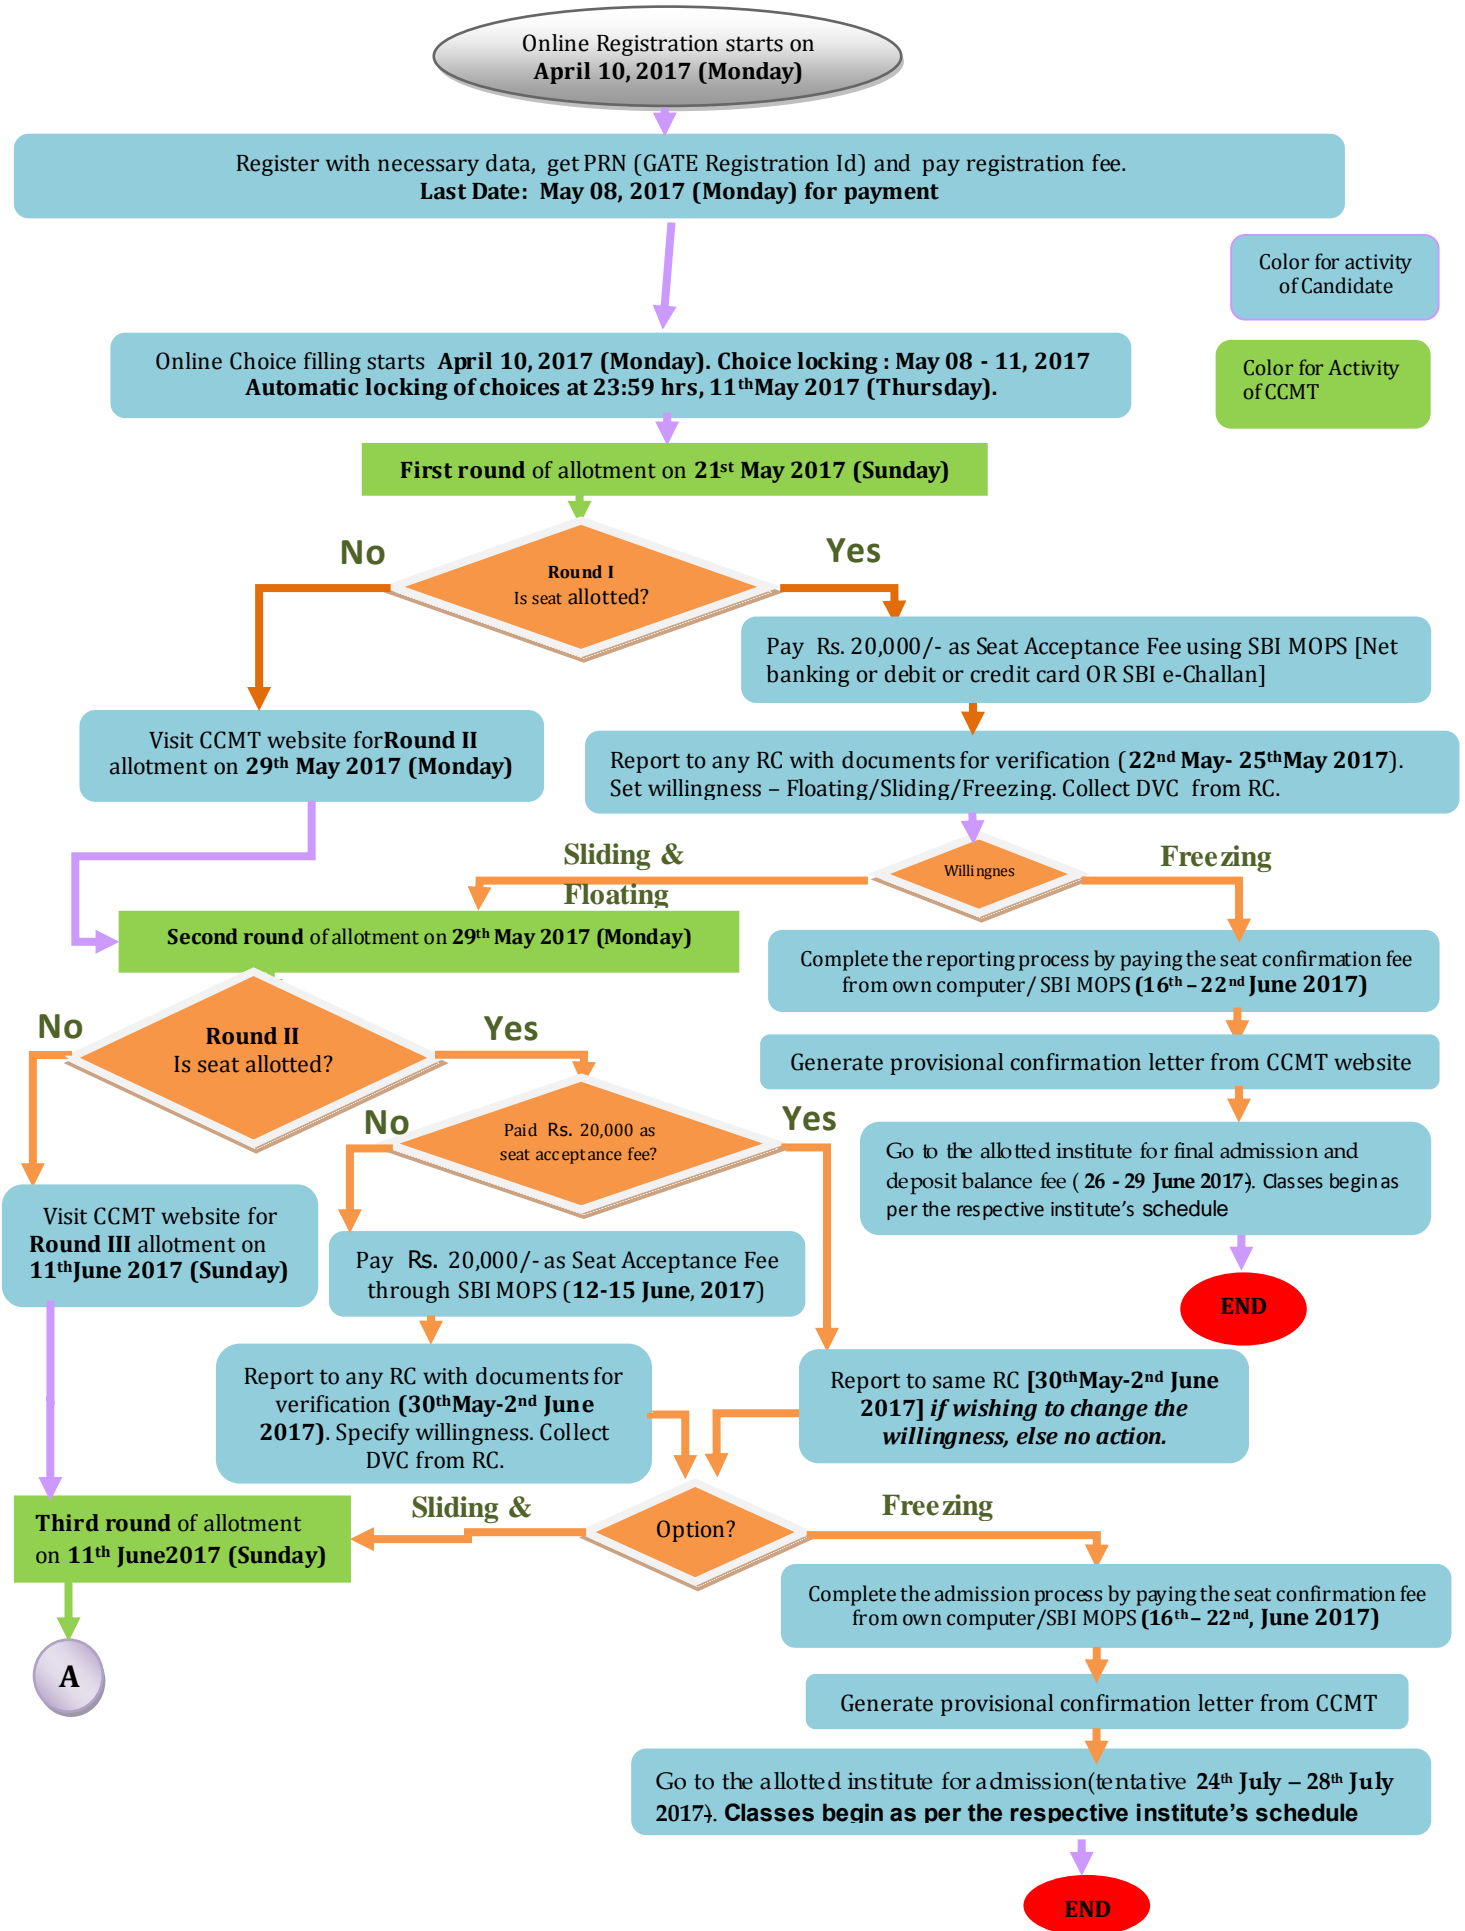 Online Registration starts on
April 10, 2017 (Monday)
Register with necessary data, get PRN (GATE Registration Id) and pay registration fee.
Last Date: May 08, 2017 (Monday) for payment
Color for activity
of Candidate
Online Choice filling starts April 10, 2017 (Monday). Choice locking : May 08 - 11, 2017
Automatic locking of choices at 23:59 hrs, 11th May 2017 (Thursday).
Color for Activity
of CCMT
First round of allotment on 21st May 2017 (Sunday)
No
Yes
Round I
Is seat allotted?
Pay Rs. 20,000/- as Seat Acceptance Fee using SBI MOPS [Net
banking or debit or credit card OR SBI e-Challan]
Visit CCMT website for Round II
allotment on 29th May 2017 (Monday)
Report to any RC with documents for verification (22nd May- 25th May 2017).
Set willingness – Floating/Sliding/Freezing. Collect DVC from RC.
Sliding &
Floating
Willingnes
Freezing
Second round of allotment on 29th May 2017 (Monday)
Complete the reporting process by paying the seat confirmation fee
from own computer/ SBI MOPS (16th – 22nd June 2017)
No
Round II
Is seat allotted?
Yes
Generate provisional confirmation letter from CCMT website
No
Paid Rs. 20,000 as
seat acceptance fee?
Yes
Go to the allotted institute for final admission and
deposit balance fee ( 26 - 29 June 2017). Classes begin as
per the respective institute's schedule
Visit CCMT website for
Round III allotment on
11th June 2017 (Sunday)
Pay Rs. 20,000/- as Seat Acceptance Fee
through SBI MOPS (12-15 June, 2017)
END
Report to any RC with documents for
verification (30th May-2nd June
2017). Specify willingness. Collect
DVC from RC.
Report to same RC [30th May-2nd June
2017] if wishing to change the
willingness, else no action.
Sliding &
Option?
Freezing
Third round of allotment
on 11th June2017 (Sunday)
Complete the admission process by paying the seat confirmation fee
from own computer/SBI MOPS (16th – 22nd, June 2017)
A
Generate provisional confirmation letter from CCMT
Go to the allotted institute for admission(tentative 24th July – 28th July
2017). Classes begin as per the respective institute's schedule
END